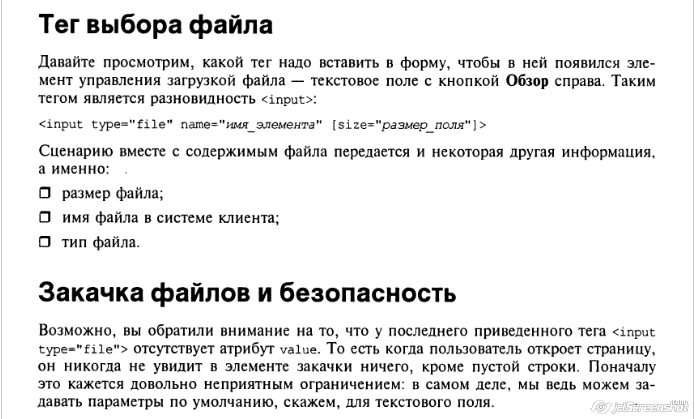 Тег выбора файла
Давайте просмотрим, какой тег надо вставить в форму, чтобы в ней появился эле-
мент управления загрузкой файла — текстовое поле с кнопкой Обзор справа. Таким
тегом является разновидность <input>:
<input type="file" name="имя_элемента" [size="размер_поля"]>
Сценарию вместе с содержимым файла передается и некоторая другая информация,
а именно:
❒ размер файла;
❒ имя файла в системе клиента;
❒ тип файла.
Закачка файлов и безопасность
Возможно, вы обратили внимание на то, что у последнего приведенного тега <input
type="file"> отсутствует атрибут value. То есть когда пользователь откроет страницу,
он никогда не увидит в элементе закачки ничего, кроме пустой строки. Поначалу
это кажется довольно неприятным ограничением: в самом деле, мы ведь можем за-
давать параметры по умолчанию, скажем, для текстового поля.
jetScreenshot